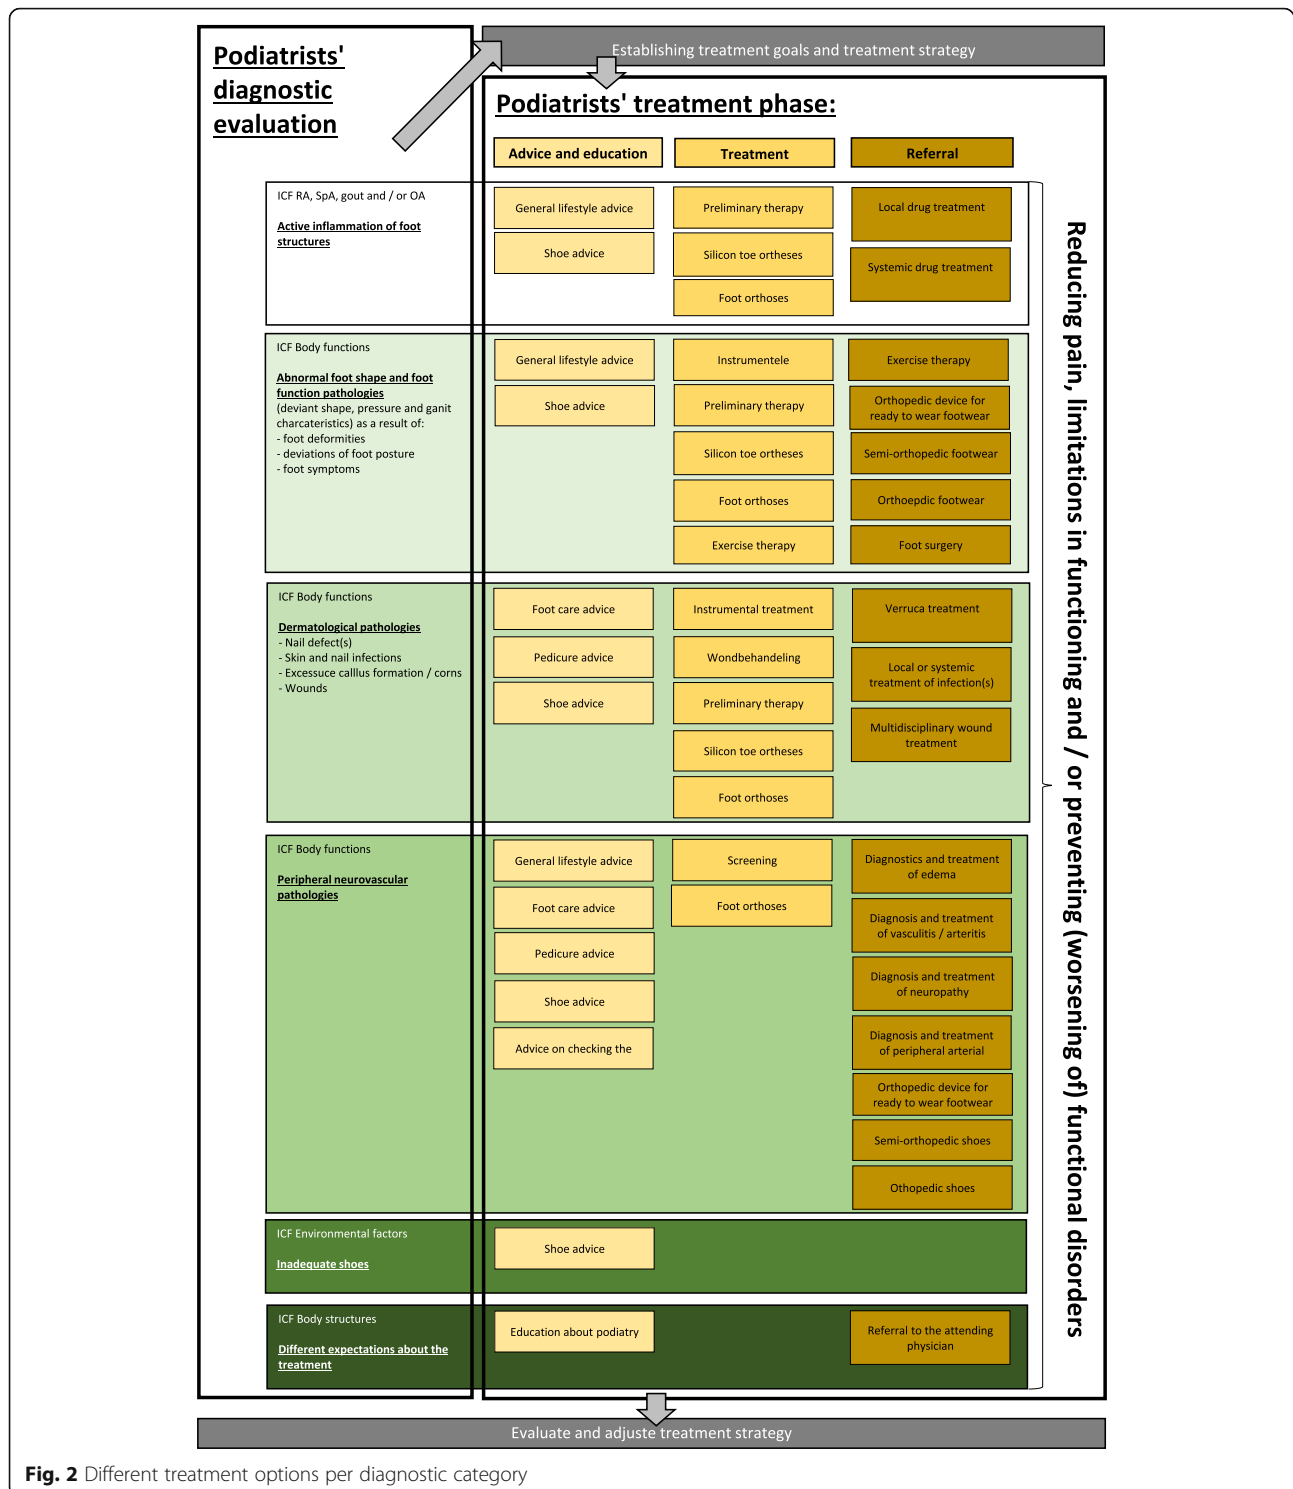 Podiatrists'
diagnostic
evaluation
Establishing treatment goals and treatment strategy
Podiatrists' treatment phase:
Advice and education
Treatment
Referral
ICF RA, SpA, gout and / or OA
Active inflammation of foot
structures
General lifestyle advice
Shoe advice
Preliminary therapy
Silicon toe ortheses
Foot orthoses
Local drug treatment
Systemic drug treatment
ICF Body functions
Abnormal foot shape and foot
function pathologies
(deviant shape, pressure and ganit
charcateristics) as a result of:
- foot deformities
- deviations of foot posture
- foot symptoms
General lifestyle advice
Shoe advice
Instrumentele
Preliminary therapy
Silicon toe ortheses
Foot orthoses
Exercise therapy
Exercise therapy
Orthopedic device for
ready to wear footwear
Semi-orthopedic footwear
Orthoepdic footwear
Foot surgery
ICF Body functions
Dermatological pathologies
- Nail defect(s)
- Skin and nail infections
- Excessuce calllus formation / corns
- Wounds
Foot care advice
Pedicure advice
Shoe advice
Instrumental treatment
Wondbehandeling
Preliminary therapy
Silicon toe ortheses
Foot orthoses
Verruca treatment
Local or systemic
treatment of infection(s)
Multidisciplinary wound
treatment
ICF Body functions
Peripheral neurovascular
pathologies
General lifestyle advice
Foot care advice
Pedicure advice
Shoe advice
Advice on checking the
Screening
Foot orthoses
Diagnostics and treatment
of edema
Diagnosis and treatment
of vasculitis / arteritis
Diagnosis and treatment
of neuropathy
Diagnosis and treatment
of peripheral arterial
Orthopedic device for
ready to wear footwear
Semi-orthopedic shoes
Othopedic shoes
ICF Environmental factors
Inadequate shoes
Shoe advice
ICF Body structures
Different expectations about the
treatment
Education about podiatry
Referral to the attending
physician
Reducing pain, limitations in functioning and / or preventing (worsening of) functional disorders
Evaluate and adjuste treatment strategy
Fig. 2 Different treatment options per diagnostic category